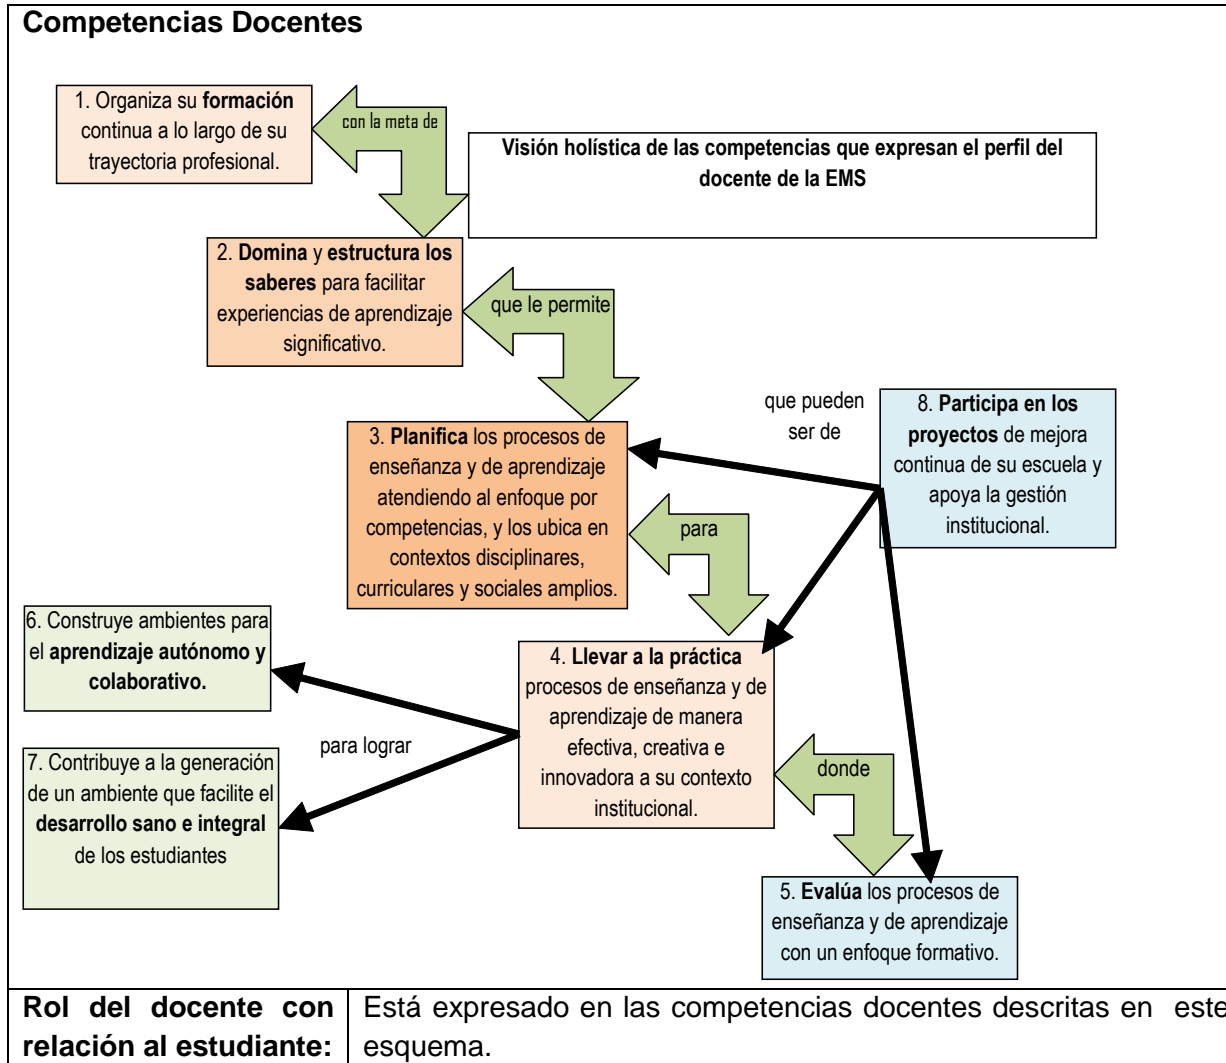 Competencias Docentes
1. Organiza su formación
continua a lo largo de su
trayectoria profesional.
con la meta de
Visión holística de las competencias que expresan el perfil del
docente de la EMS
2. Domina y estructura los
saberes para facilitar
experiencias de aprendizaje
significativo.
que le permite
3. Planifica los procesos de
enseñanza y de aprendizaje
atendiendo al enfoque por
competencias, y los ubica en
contextos disciplinares,
curriculares y sociales amplios.
que pueden
ser de
8. Participa en los
proyectos de mejora
continua de su escuela y
apoya la gestión
institucional.
para
6. Construye ambientes para
el aprendizaje autónomo y
colaborativo.
4. Llevar a la práctica
procesos de enseñanza y de
aprendizaje de manera
efectiva, creativa e
innovadora a su contexto
institucional.
para lograr
7. Contribuye a la generación
de un ambiente que facilite el
desarrollo sano e integral
de los estudiantes
donde
5. Evalúa los procesos de
enseñanza y de aprendizaje
con un enfoque formativo.
Rol del docente con
relación al estudiante:
Está expresado en las competencias docentes descritas en este
esquema.